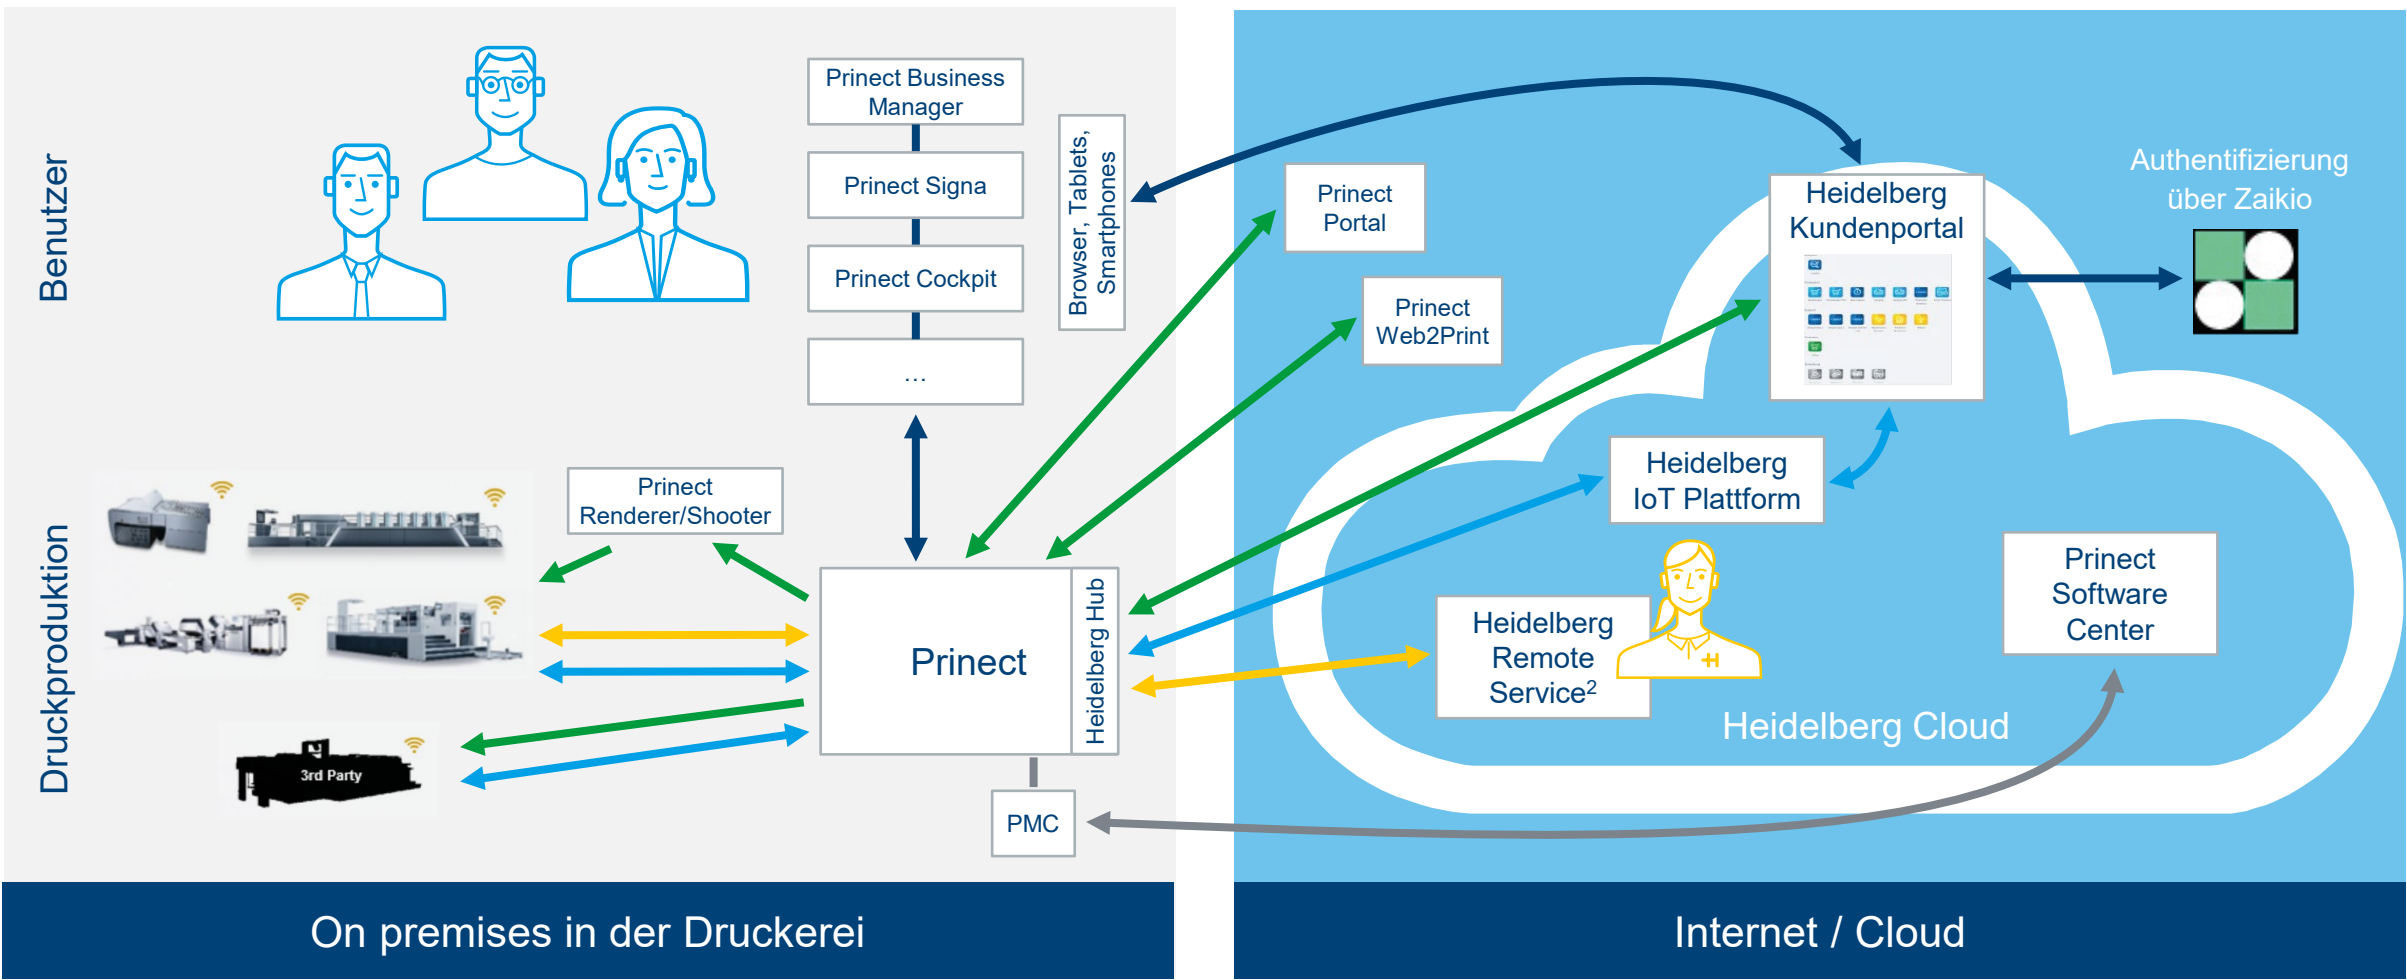 Benutzer
Druckproduktion
Prinect Business
Manager
Prinect Signa
Prinect Cockpit
...
Browser, Tablets,
Smartphones
Prinect
Renderer/Shooter
3rd Party
Prinect
Heidelberg Hub
PMC
On premises in der Druckerei
Prinect
Portal
Prinect
Web2Print
Heidelberg
Kundenportal
Authentifizierung
über Zaikio
Heidelberg
IoT Plattform
Heidelberg
Remote
Service²
Prinect
Software
Center
Heidelberg Cloud
Internet / Cloud